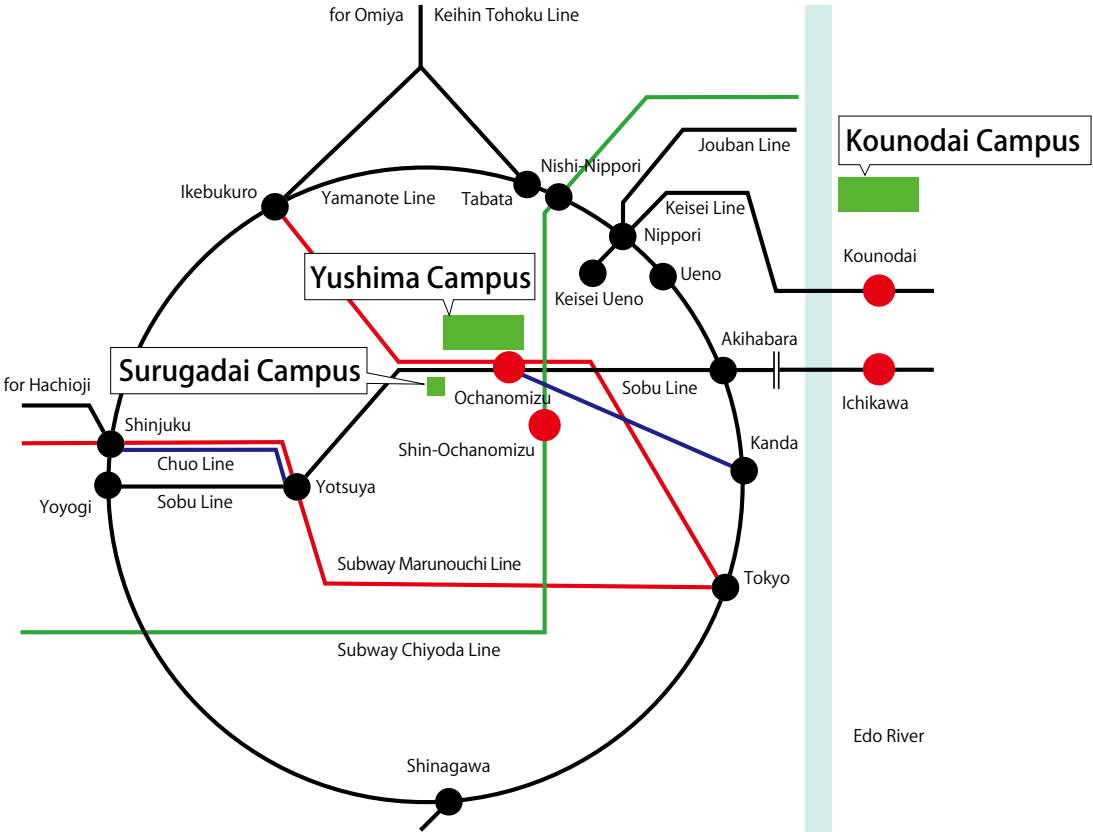 for Omiya
Keihin Tohoku Line
Kounodai Campus
Jouban Line
Nishi-Nippori
Ikebukuro
Yamanote Line
Tabata
Keisei Line
Nippori
Kounodai
Yushima Campus
Ueno
Keisei Ueno
Akihabara
Surugadai Campus
for Hachioji
Ochanomizu
Sobu Line
Ichikawa
Shinjuku
Shin-Ochanomizu
Kanda
Chuo Line
Yotsuya
Sobu Line
Yoyogi
Subway Marunouchi Line
Tokyo
Subway Chiyoda Line
Edo River
Shinagawa